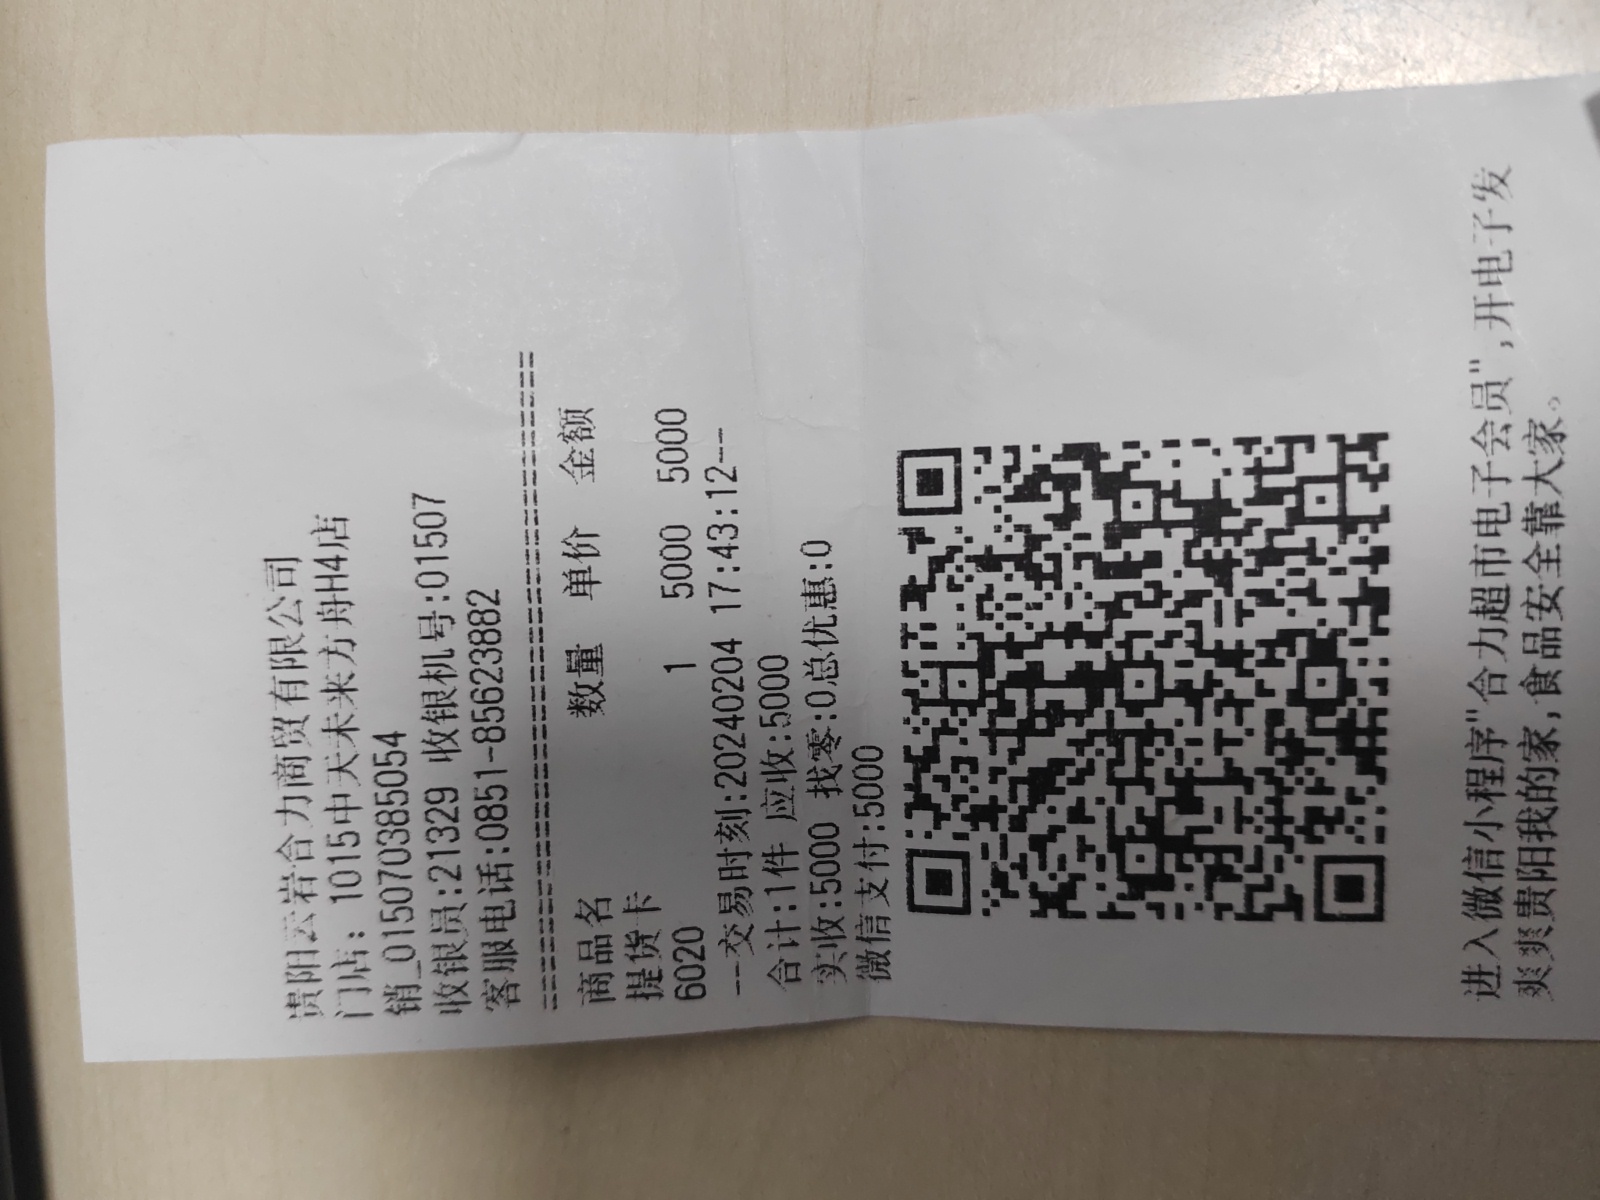 贵阳云岩合力商贸有限公司
门店：1015中天未来方舟H4店
销_0150703850​54
收银员:21329 收银机号:01507
客服电话:0851-85623882
================================================
商品名 数量 单价 金额
提货卡
6020 1 5000 5000
--交易时刻:20240204 17:43:12--
合计:1件 应收:5000
实收:5000 找零:0总优惠:0
微信支付:5000
进入微信小程序"合力超市电子会员",开电子发
爽爽贵阳我的家,食品安全靠大家。